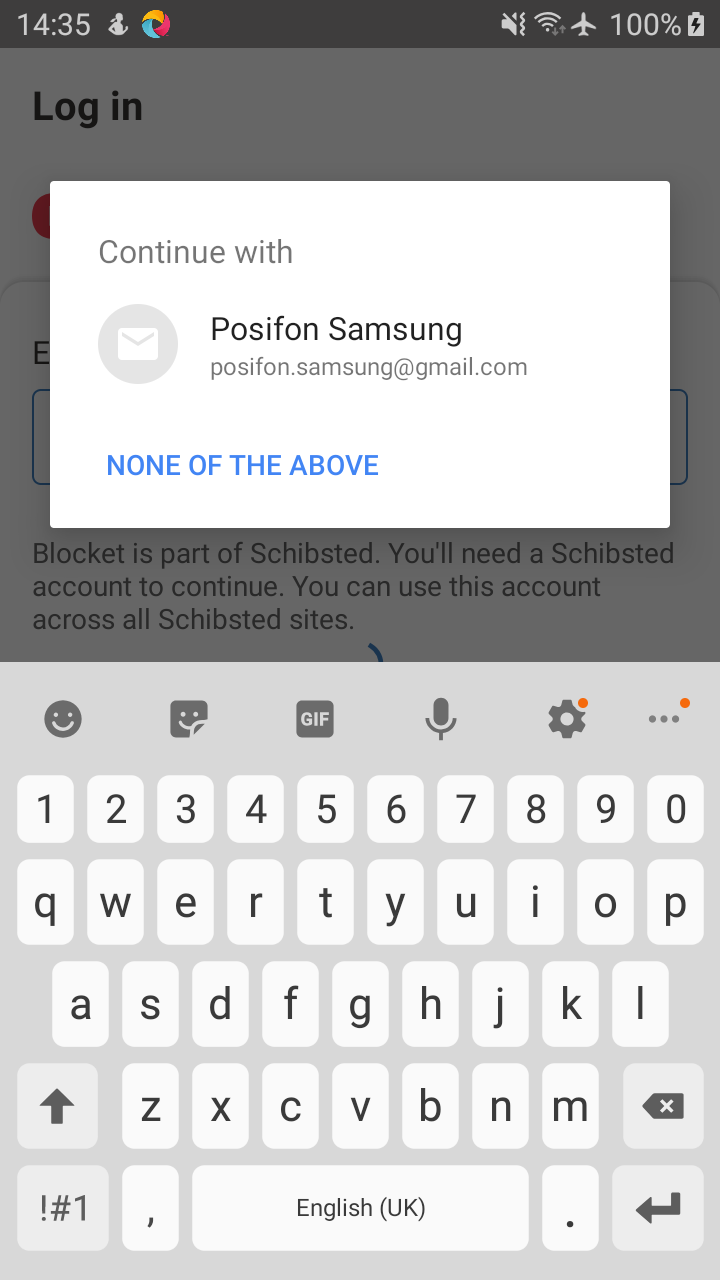 14:35
100%
Log in
Continue with
Posifon Samsung
posifon.samsung@gmail.com
E
NONE OF THE ABOVE
Blocket is part of Schibsted. You'll need a Schibsted
account to continue. You can use this account
across all Schibsted sites.
GIF
1 2 3 4 5 6 7 8 9 0
q w e r t y u i o p
a s d f g h j k l
z x c v b n m
!#1 , English (UK) .